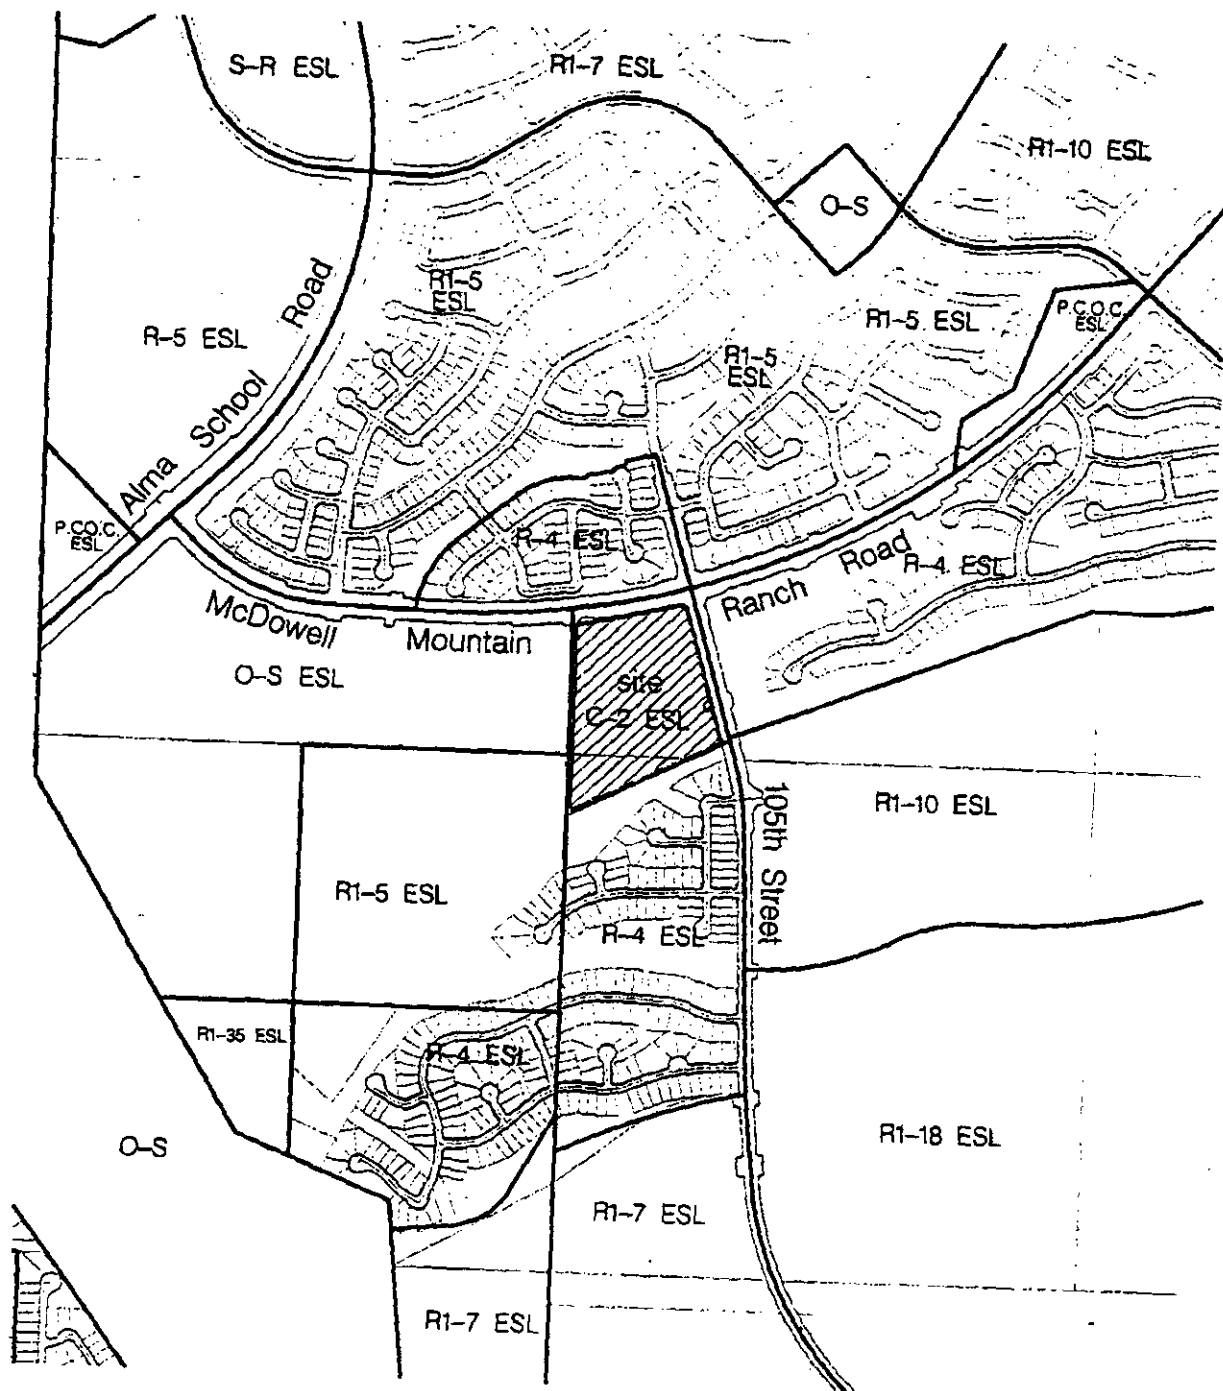 S-R ESL
R1-7 ESL
R1-10 ESL
O-S
R1-5
ESL
R-5 ESL
Alma School Road
R1-5 ESL
P.C.O.C.
ESL
R1-5
ESL
P.C.O.C.
ESL
R-4 ESL
R-4 ESL
McDowell Mountain Ranch Road
O-S ESL
site
C-2 ESL
105th Street
R1-10 ESL
R1-5 ESL
R-4 ESL
R1-35 ESL
R-4 ESL
O-S
R1-18 ESL
R1-7 ESL
R1-7 ESL